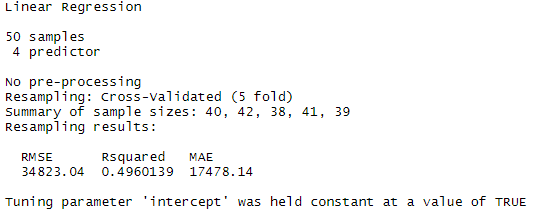 Linear Regression
50 samples
4 predictor
No pre-processing
Resampling: Cross-Validated (5 fold)
Summary of sample sizes: 40, 42, 38, 41, 39
Resampling results:
RMSE Rsquared MAE
34823.04 0.4960139 17478.14
Tuning parameter 'intercept' was held constant at a value of TRUE